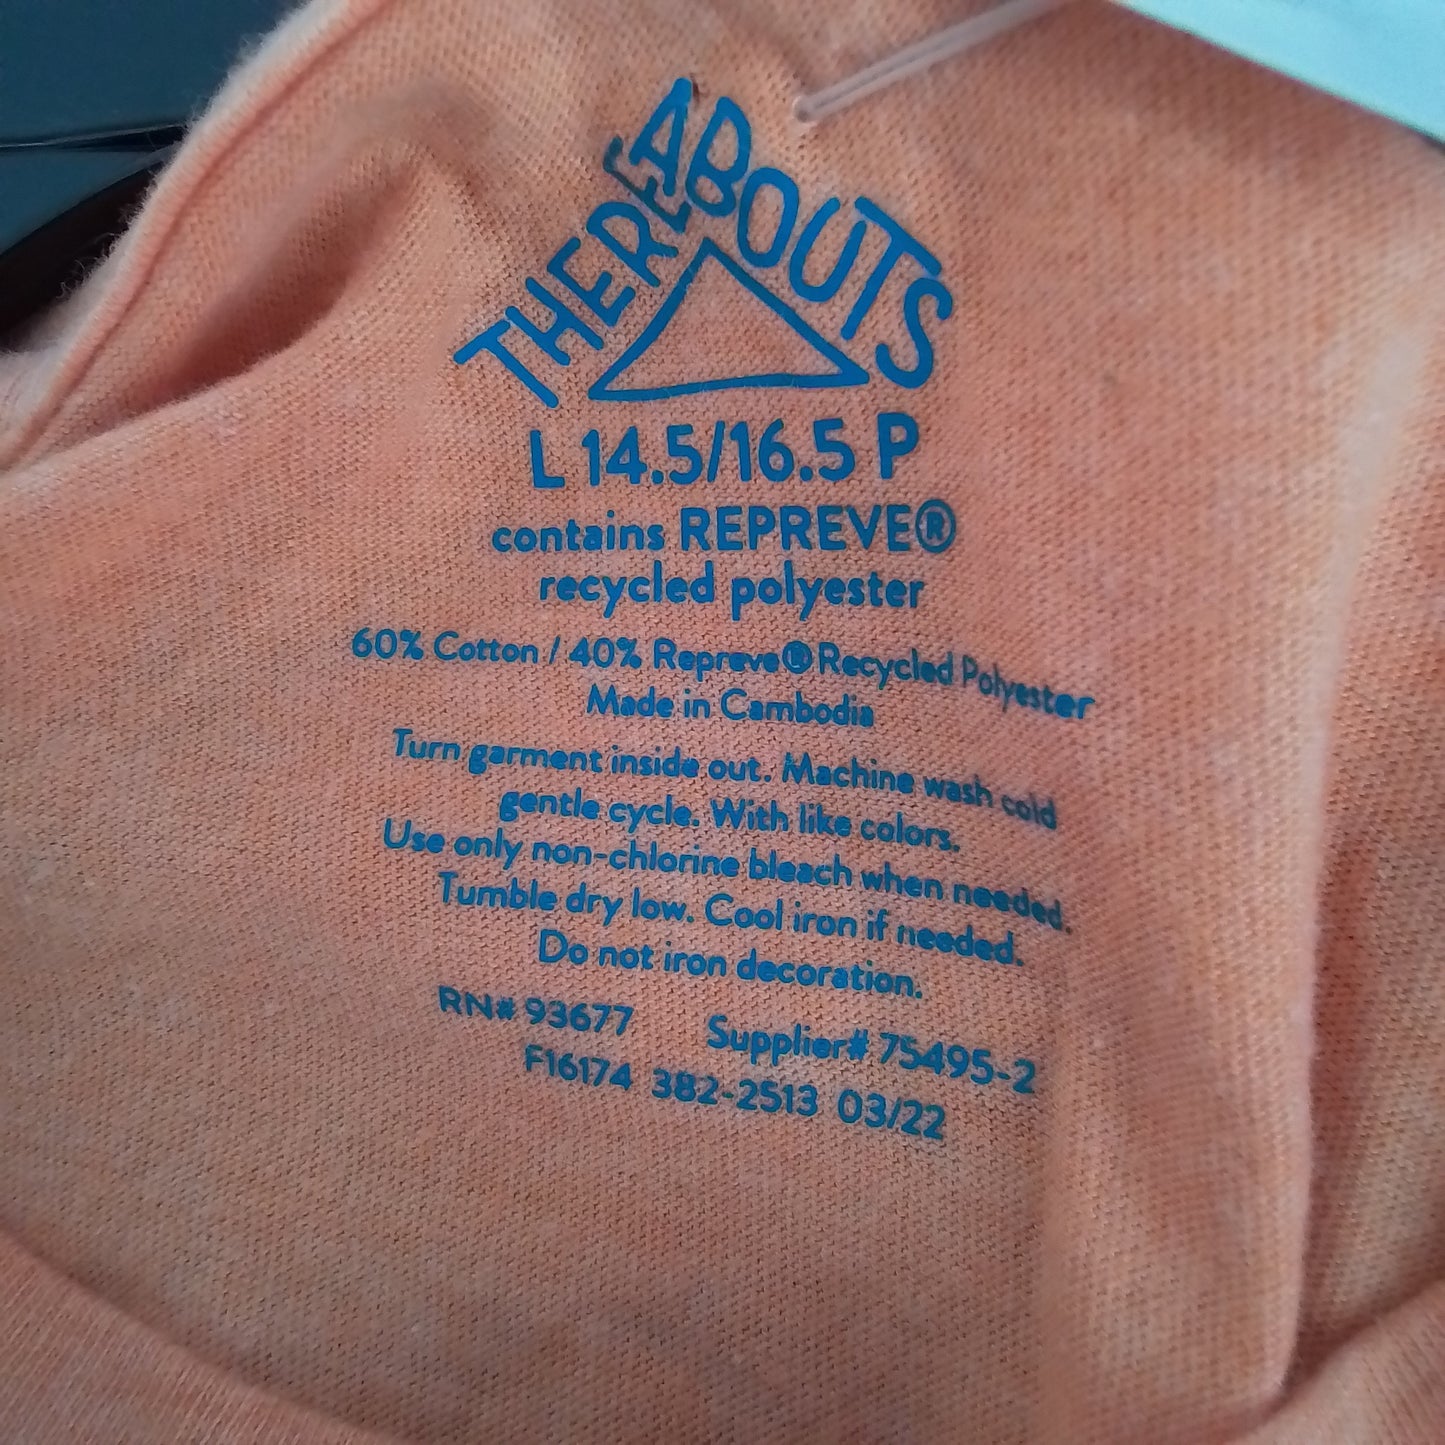 THEREABOUTS
L 14.5/16.5 P
contains REPREVE®
recycled polyester
60% Cotton / 40% Repreve® Recycled Polyester
Made in Cambodia
Turn garment inside out. Machine wash cold
gentle cycle. With like colors.
Use only non-chlorine bleach when needed.
Tumble dry low. Cool iron if needed.
Do not iron decoration.
RN# 93677 Supplier# 75495-2
F16174 382-2513 03/22